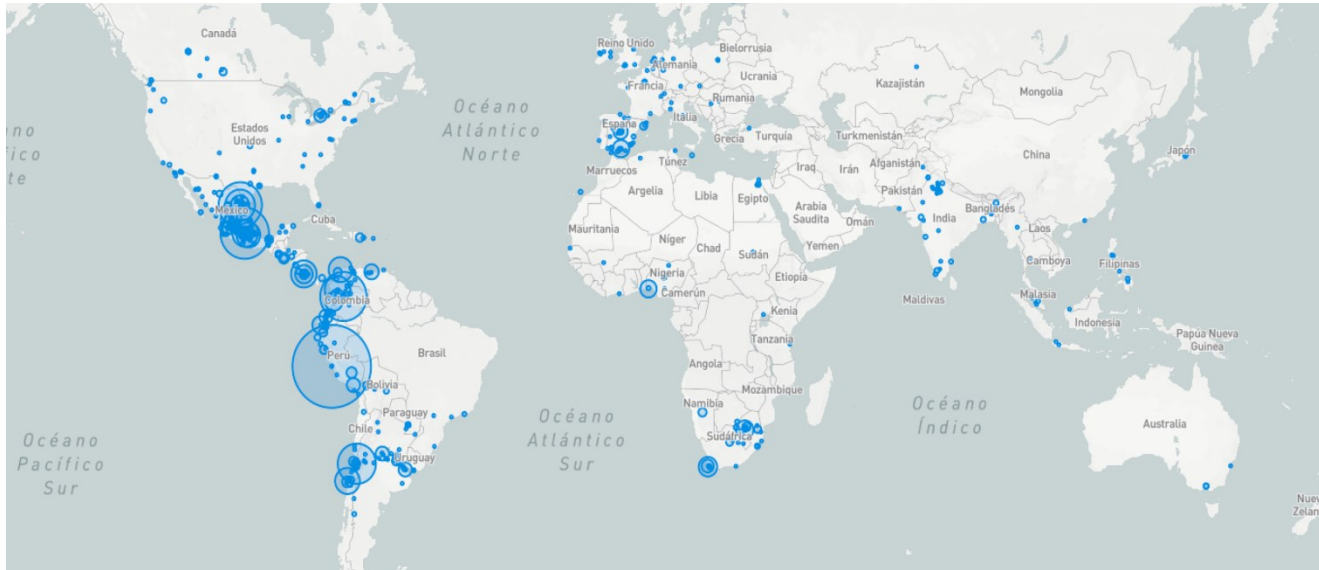 Canadá
Reino Unido
Bielorrusia
Alemania
Ucrania
Kazajistán
Mongolia
Francia
Rumania
Océano
Atlántico
Norte
Estados
Unidos
Italia
España
Grecia
Turquía
Turkmenistán
China
Japón
Túnez
Marruecos
Iraq
Irán
Afganistán
Pakistán
Argelia
Libia
Egipto
Arabia
Saudita
Omán
India
Bangladés
Laos
México
Cuba
Mauritania
Níger
Chad
Sudán
Yemen
Camboya
Filipinas
Nigeria
Etiopía
Camerún
Colombia
Maldivas
Malasia
Kenia
Indonesia
Papúa Nueva
Guinea
Tanzania
Perú
Brasil
Angola
Bolivia
Mozambique
Namibia
Océano
Índico
Paraguay
Océano
Atlántico
Sur
Chile
Sudáfrica
Australia
Océano
Pacífico
Sur
Uruguay